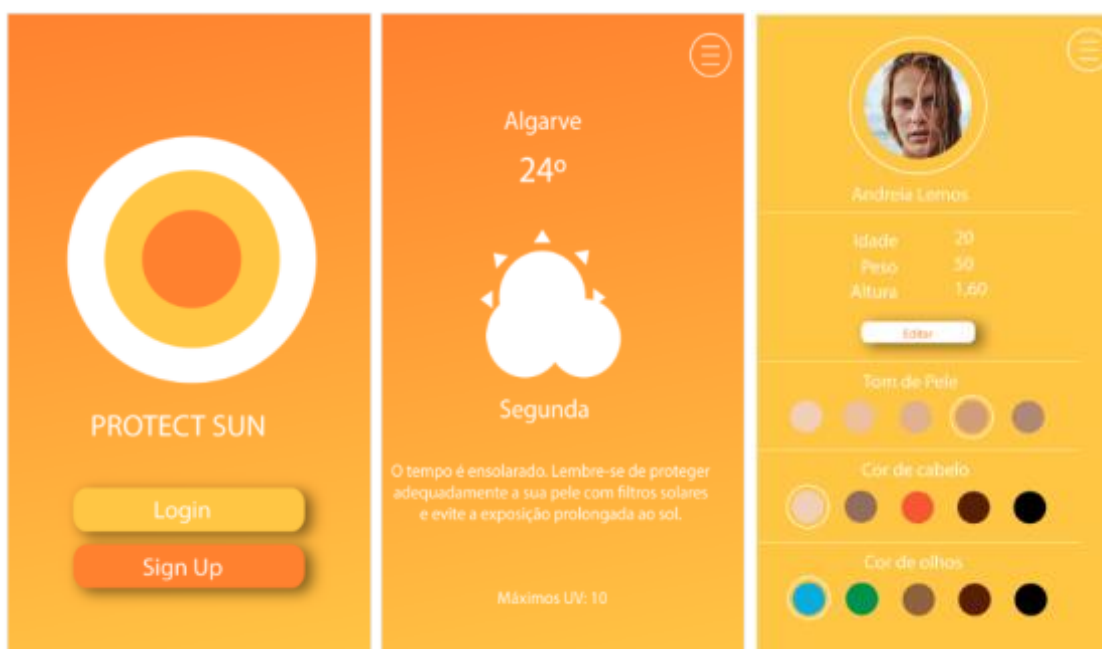 PROTECT SUN
Login
Sign Up
Algarve
24º
Segunda
O tempo é ensolarado. Lembre-se de proteger
adequadamente a sua pele com filtros solares
e evite a exposição prolongada ao sol.
Máximos UV: 10
Andreia Lemos
Idade 20
Peso 50
Altura 1,60
Editar
Tom de Pele
Cor de cabelo
Cor de olhos